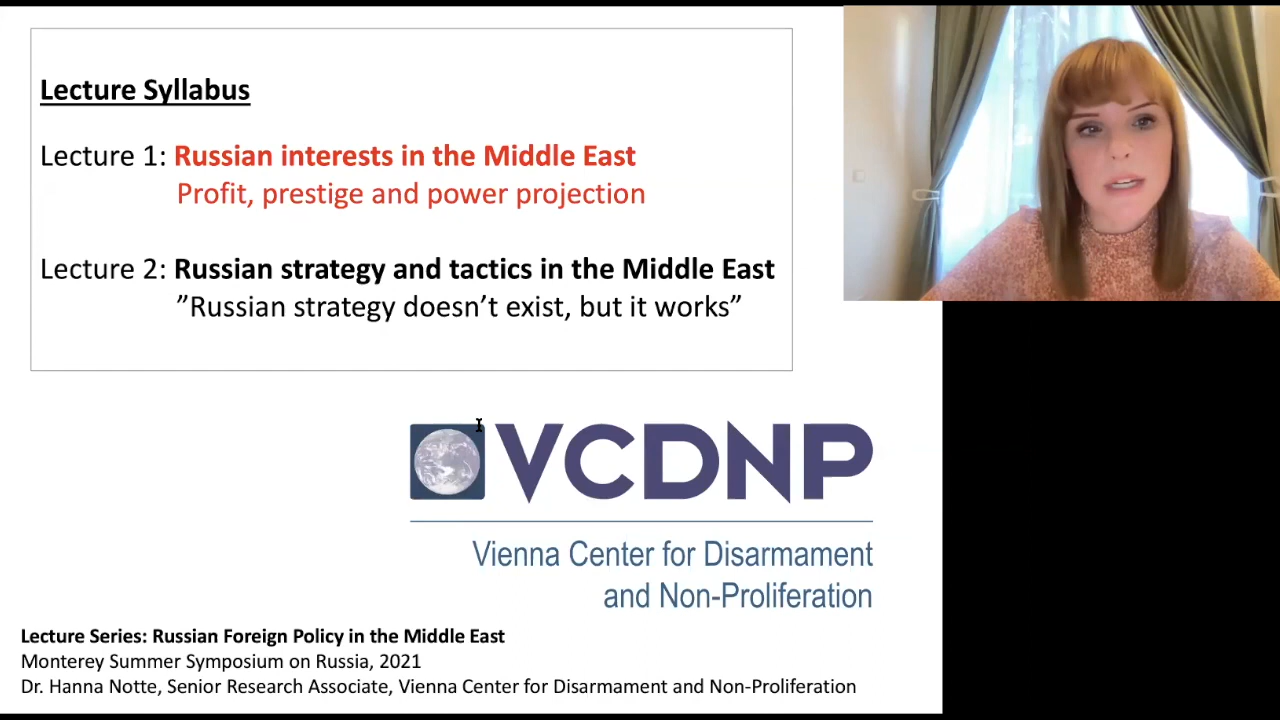 Lecture Syllabus
Lecture 1: Russian interests in the Middle East
Profit, prestige and power projection
Lecture 2: Russian strategy and tactics in the Middle East
”Russian strategy doesn’t exist, but it works”
VCDNP
Vienna Center for Disarmament
and Non-Proliferation
Lecture Series: Russian Foreign Policy in the Middle East
Monterey Summer Symposium on Russia, 2021
Dr. Hanna Notte, Senior Research Associate, Vienna Center for Disarmament and Non-Proliferation